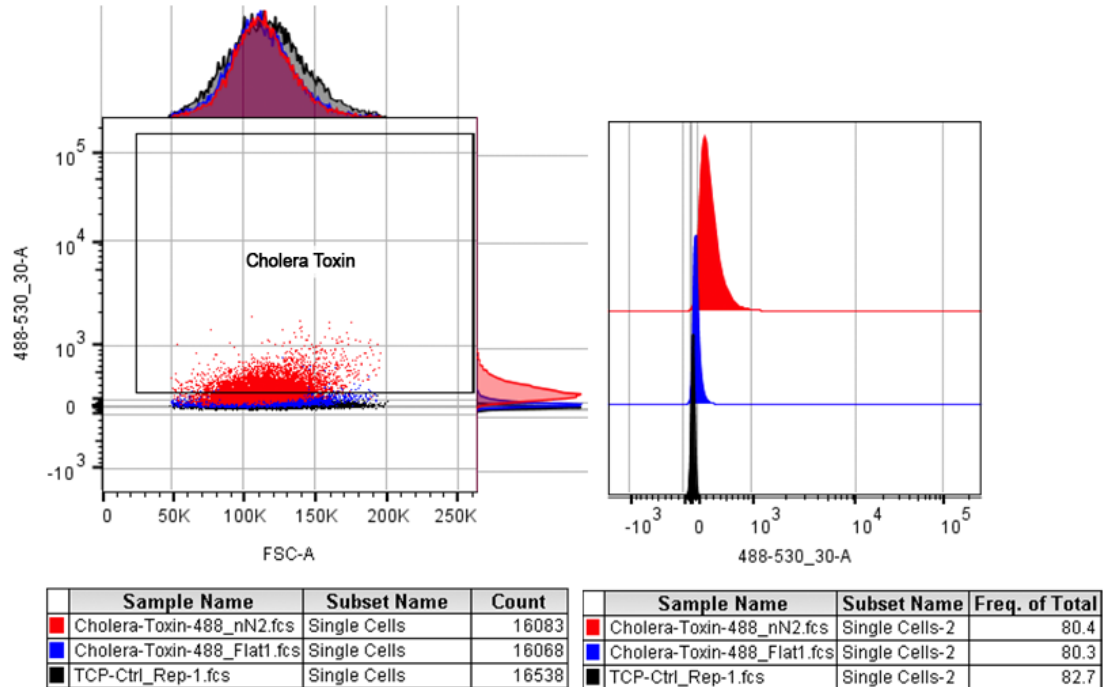 10^5
10^4
10^3
0
-10^3
488-530_30-A
Cholera Toxin
0 50K 100K 150K 200K 250K
FSC-A
-10^3 0 10^3 10^4 10^5
488-530_30-A
Sample Name Subset Name Count
Cholera-Toxin-488_nN2.fcs Single Cells 16083
Cholera-Toxin-488_Flat1.fcs Single Cells 16068
TCP-Ctrl_Rep-1.fcs Single Cells 16538
Sample Name Subset Name Freq. of Total
Cholera-Toxin-488_nN2.fcs Single Cells-2 80.4
Cholera-Toxin-488_Flat1.fcs Single Cells-2 80.3
TCP-Ctrl_Rep-1.fcs Single Cells-2 82.7